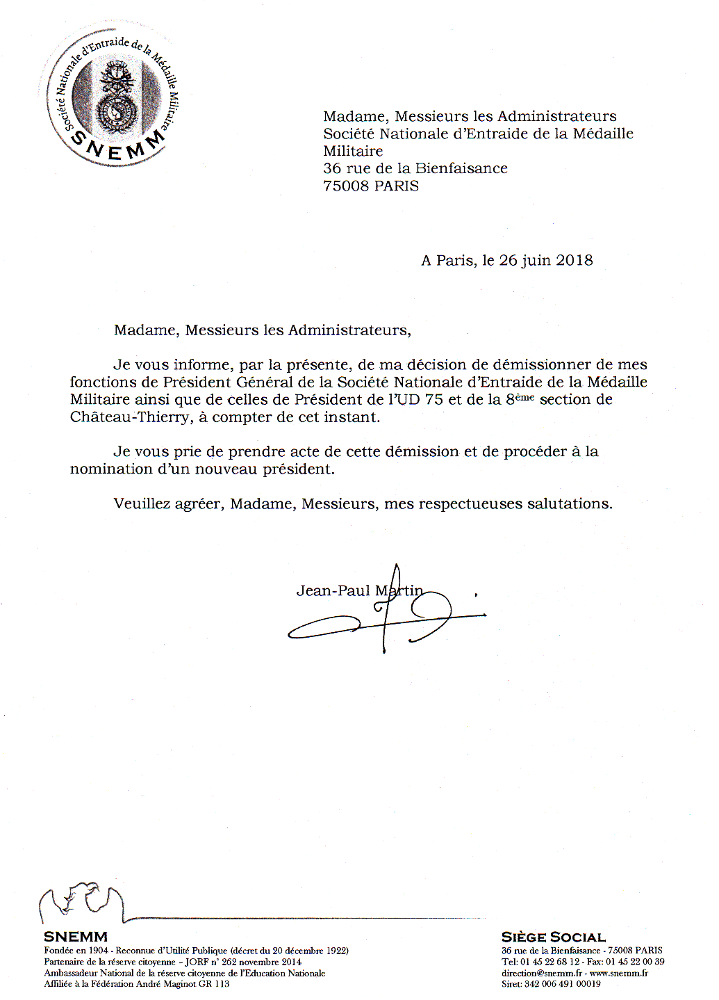 Société Nationale d'Entraide de la Médaille Militaire
SNEMM
Madame, Messieurs les Administrateurs
Société Nationale d'Entraide de la Médaille
Militaire
36 rue de la Bienfaisance
75008 PARIS
A Paris, le 26 juin 2018
Madame, Messieurs les Administrateurs,
Je vous informe, par la présente, de ma décision de démissionner de mes
fonctions de Président Général de la Société Nationale d'Entraide de la Médaille
Militaire ainsi que de celles de Président de l'UD 75 et de la 8ème section de
Château-Thierry, à compter de cet instant.
Je vous prie de prendre acte de cette démission et de procéder à la
nomination d'un nouveau président.
Veuillez agréer, Madame, Messieurs, mes respectueuses salutations.
Jean-Paul Martin
SNEMM
Fondée en 1904 - Reconnue d'Utilité Publique (décret du 20 décembre 1922)
Partenaire de la réserve citoyenne – JORF n° 262 novembre 2014
Ambassadeur National de la réserve citoyenne de l'Education Nationale
Affiliée à la Fédération André Maginot GR 113
SIÈGE SOCIAL
36 rue de la Bienfaisance - 75008 PARIS
Tel: 01 45 22 68 12 - Fax: 01 45 22 00 39
direction@snemm.fr - www.snemm.fr
Siret: 342 006 491 00019